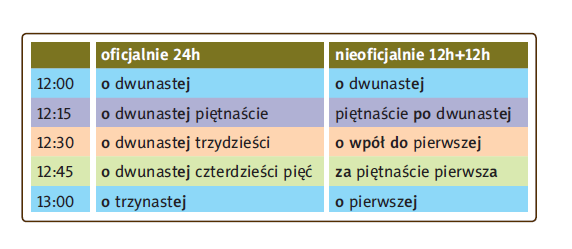 oficjalnie 24h nieoficjalnie 12h+12h
12:00 o dwunastej o dwunastej
12:15 o dwunastej piętnaście piętnaście po dwunastej
12:30 o dwunastej trzydzieści o wpół do pierwszej
12:45 o dwunastej czterdzieści pięć za piętnaście pierwsza
13:00 o trzynastej o pierwszej